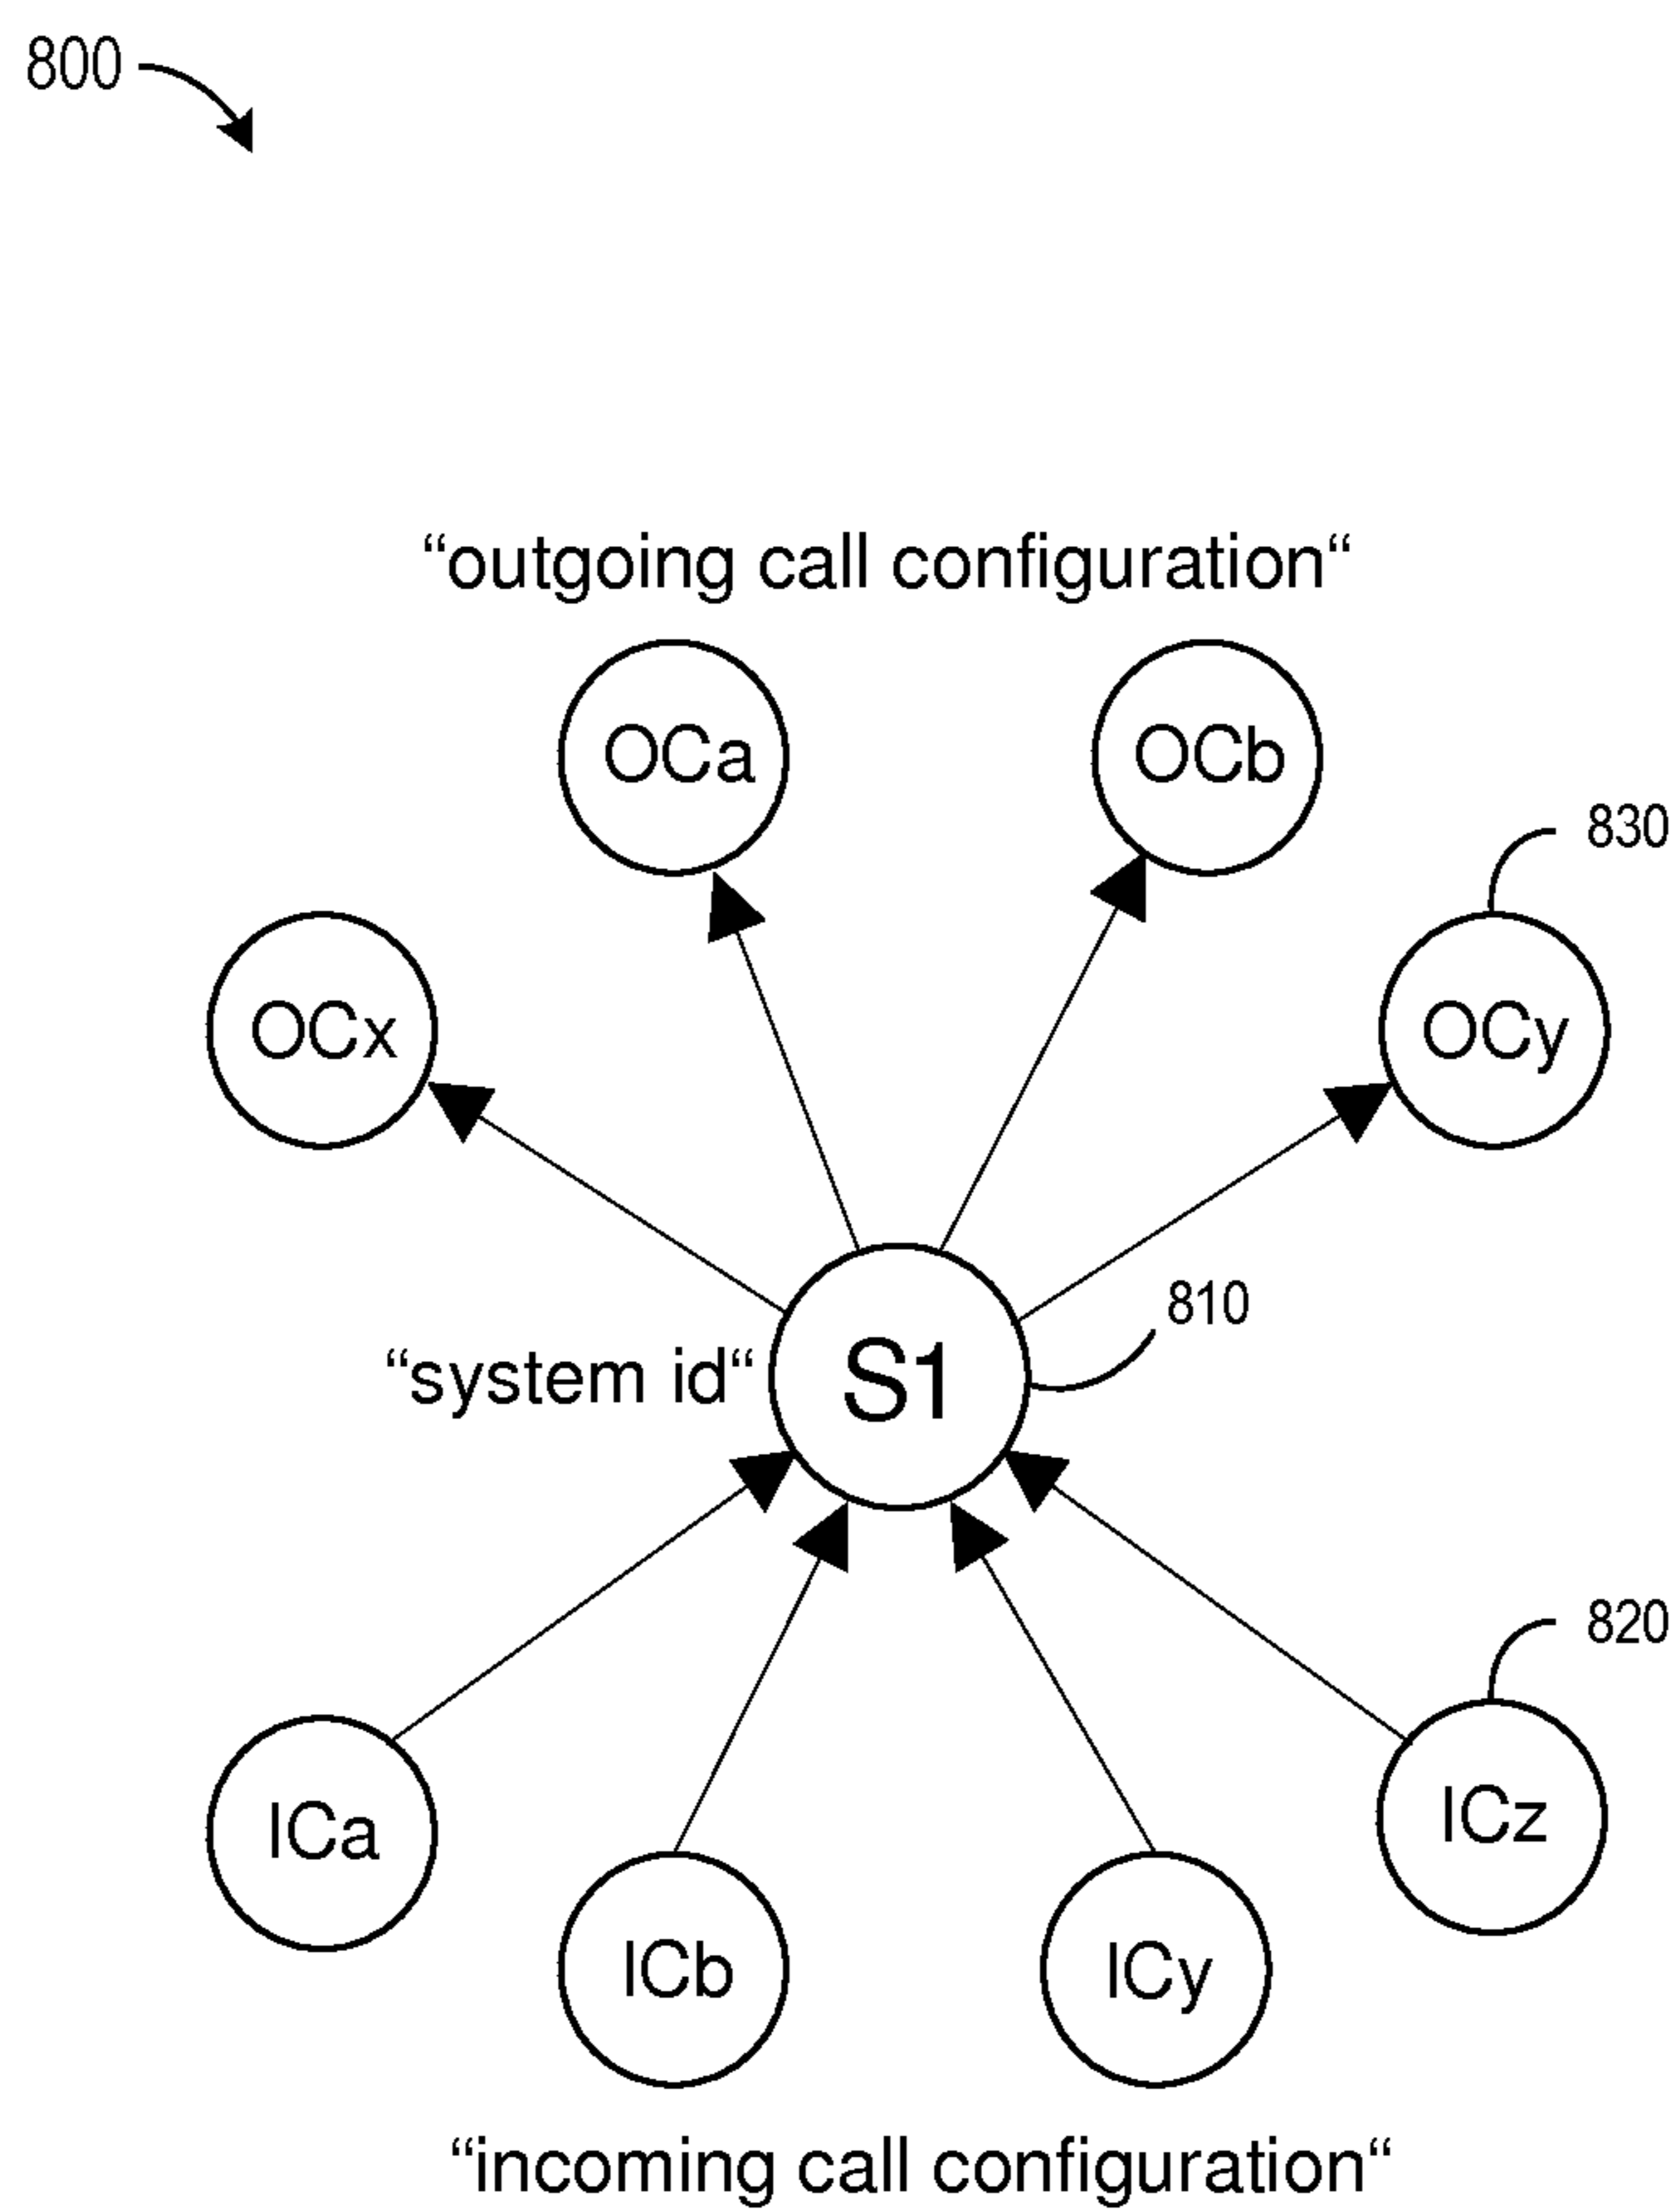 800
“outgoing call configuration“
OCa
OCb
830
OCx
OCy
810
“system id“
S1
820
ICa
ICz
ICb
ICy
“incoming call configuration“